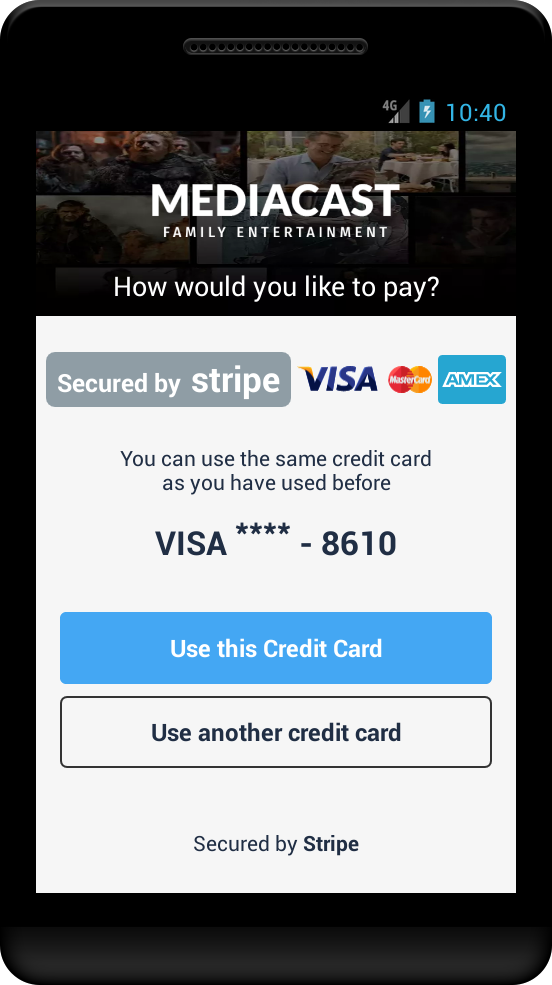 4G
10:40
MEDIACAST
FAMILY ENTERTAINMENT
How would you like to pay?
Secured by stripe VISA MasterCard AMEX
You can use the same credit card
as you have used before
VISA **** - 8610
Use this Credit Card
Use another credit card
Secured by Stripe